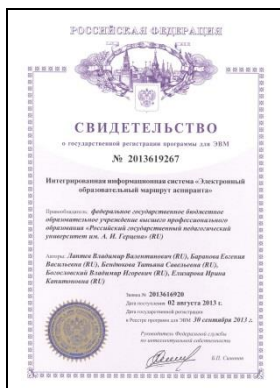 РОССИЙСКАЯ ФЕДЕРАЦИЯ
СВИДЕТЕЛЬСТВО
о государственной регистрации программы для ЭВМ
№ 2013619267
Интегрированная информационная система «Электронный
образовательный маршрут аспиранта»
Правообладатель: федеральное государственное бюджетное
образовательное учреждение высшего профессионального
образования «Российский государственный педагогический
университет им. А. И. Герцена» (RU)
Авторы: Лаптев Владимир Валентинович (RU), Баранова Евгения
Васильевна (RU), Бендюкова Татьяна Савельевна (RU),
Богословский Владимир Игоревич (RU), Елизарова Ирина
(RU)
Заявка № 2013616920
Дата поступления 02 августа 2013 г.
Дата государственной регистрации
в Реестре программ для ЭВМ 30 сентября 2013 г.
Руководитель Федеральной службы
по интеллектуальной собственности
Б.П. Симонов